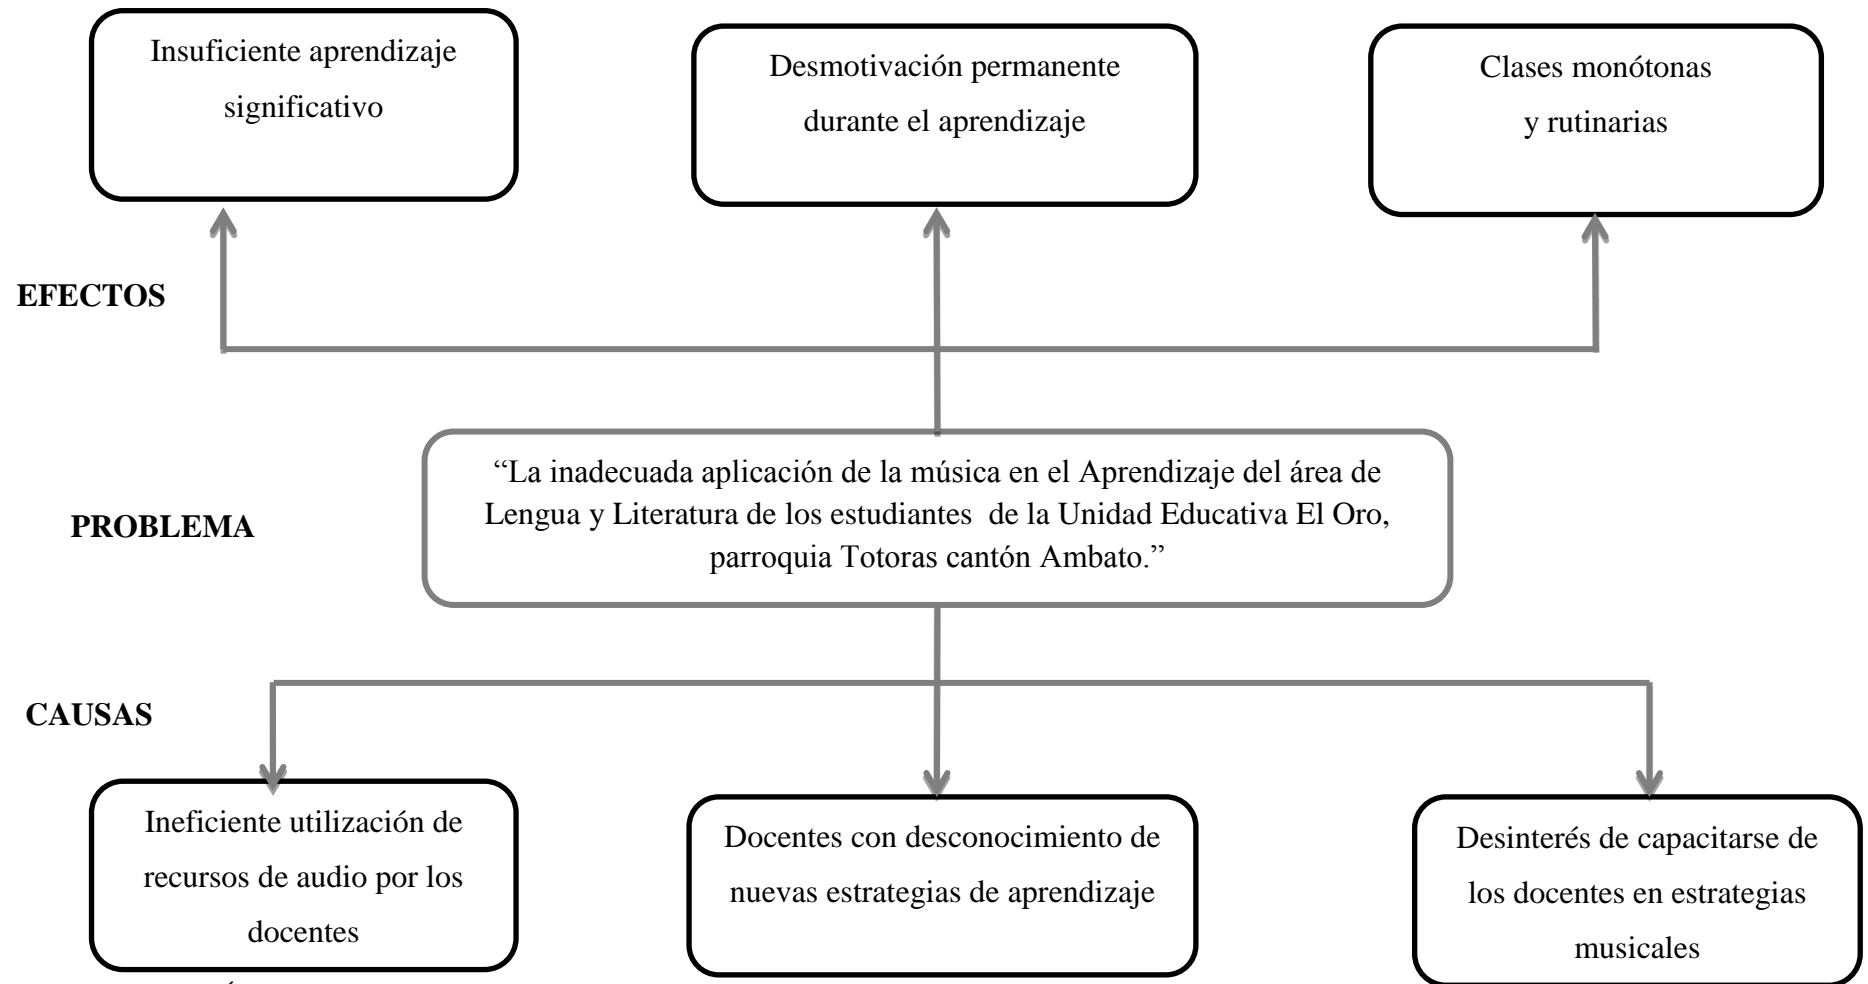 Insuficiente aprendizaje
significativo
Desmotivación permanente
durante el aprendizaje
Clases monótonas
y rutinarias
EFECTOS
“La inadecuada aplicación de la música en el Aprendizaje del área de
Lengua y Literatura de los estudiantes  de la Unidad Educativa El Oro,
parroquia Totoras cantón Ambato.”
PROBLEMA
CAUSAS
Ineficiente utilización de
recursos de audio por los
docentes
Docentes con desconocimiento de
nuevas estrategias de aprendizaje
Desinterés de capacitarse de
los docentes en estrategias
musicales